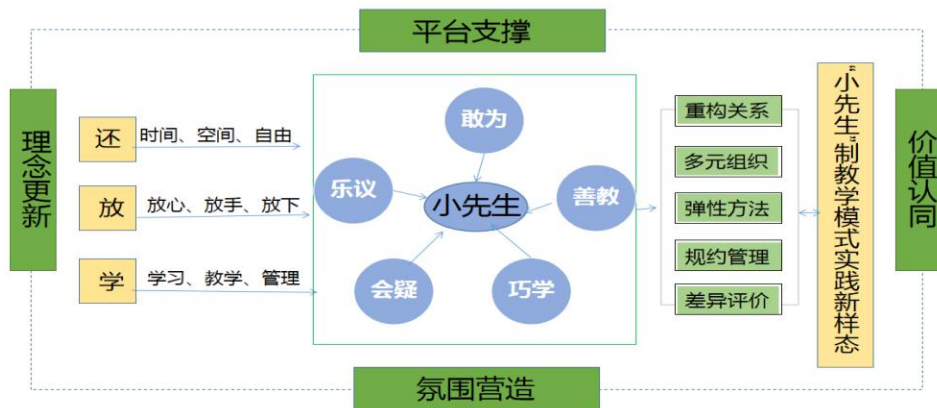 平台支撑
理念更新
还
时间、空间、自由
放
放心、放手、放下
学
学习、教学、管理
敢为
乐议
小先生
善教
会疑
巧学
重构关系
多元组织
弹性方法
规约管理
差异评价
“小先生”制教学模式实践新样态
价值认同
氛围营造